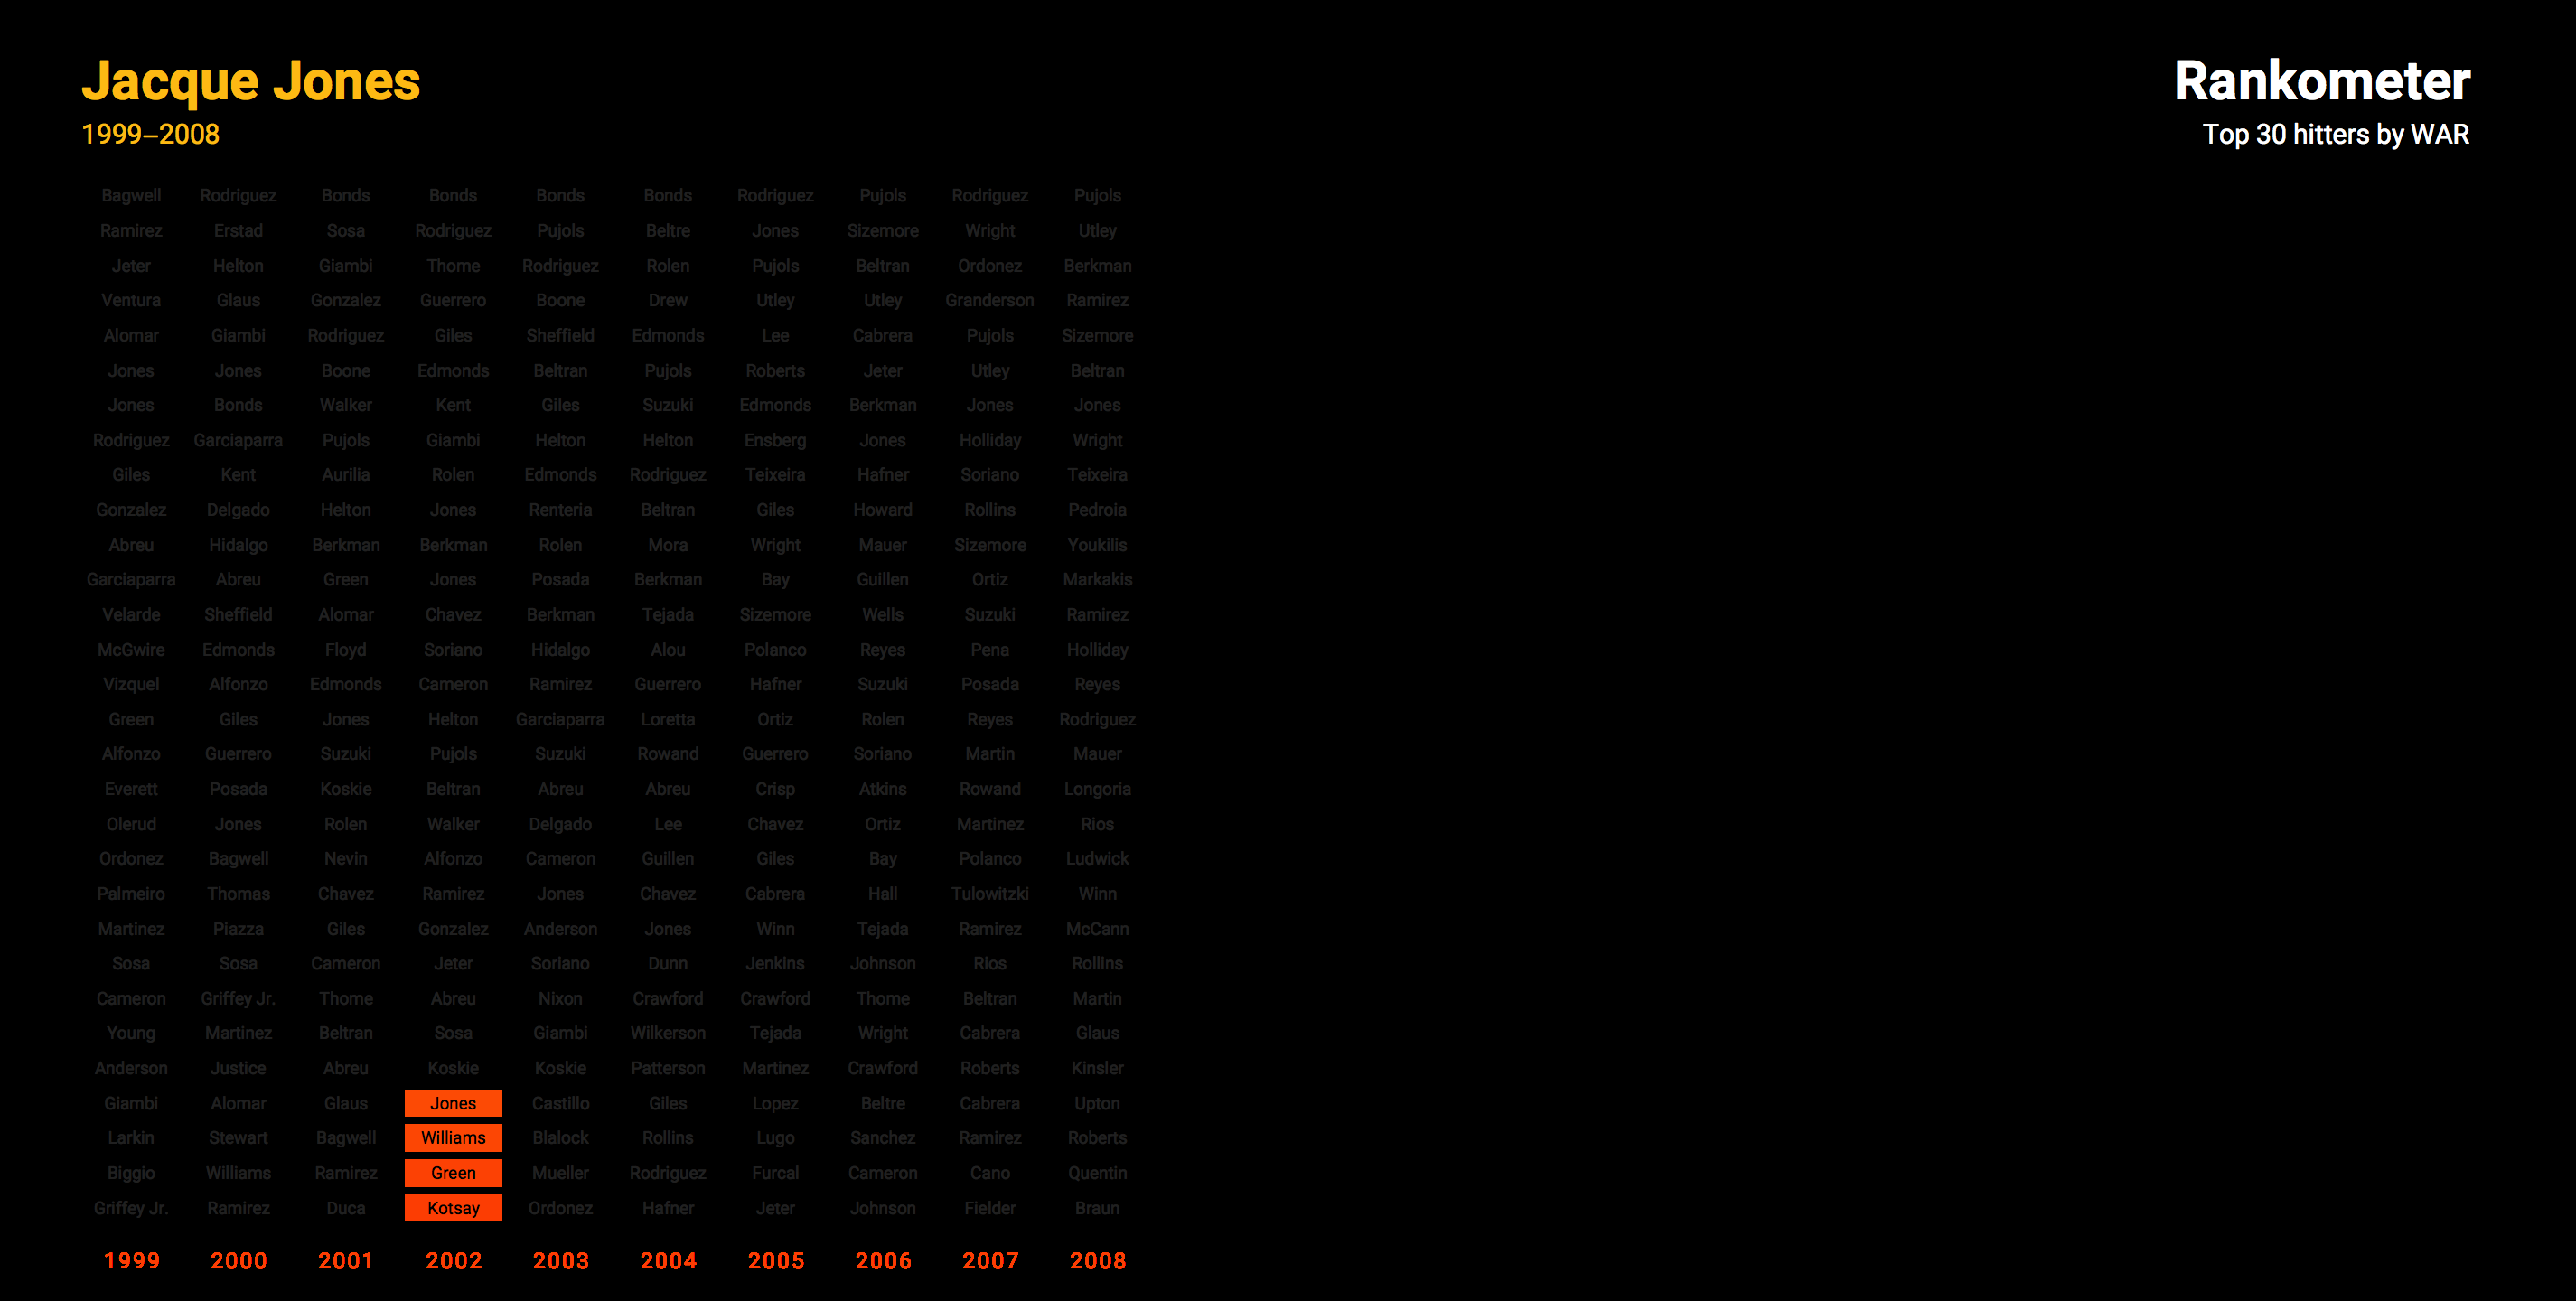 Jacque Jones
1999–2008
Rankometer
Top 30 hitters by WAR
Bagwell Rodriguez Bonds Bonds Bonds Bonds Rodriguez Pujols Rodriguez Pujols
Ramirez Erstad Sosa Rodriguez Pujols Beltre Jones Sizemore Wright Utley
Jeter Helton Giambi Thome Rodriguez Rolen Pujols Beltran Ordonez Berkman
Ventura Glaus Gonzalez Guerrero Boone Drew Utley Utley Granderson Ramirez
Alomar Giambi Rodriguez Giles Sheffield Edmonds Lee Cabrera Pujols Sizemore
Jones Jones Boone Edmonds Beltran Pujols Roberts Jeter Utley Beltran
Jones Bonds Walker Kent Giles Suzuki Edmonds Berkman Jones Jones
Rodriguez Garciaparra Pujols Giambi Helton Helton Ensberg Jones Holliday Wright
Giles Kent Aurilia Rolen Edmonds Rodriguez Teixeira Hafner Soriano Teixeira
Gonzalez Delgado Helton Jones Renteria Beltran Giles Howard Rollins Pedroia
Abreu Hidalgo Berkman Berkman Rolen Mora Wright Mauer Sizemore Youkilis
Garciaparra Abreu Green Jones Posada Berkman Bay Guillen Ortiz Markakis
Velarde Sheffield Alomar Chavez Berkman Tejada Sizemore Wells Suzuki Ramirez
McGwire Edmonds Floyd Soriano Hidalgo Alou Polanco Reyes Pena Holliday
Vizquel Alfonzo Edmonds Cameron Ramirez Guerrero Hafner Suzuki Posada Reyes
Green Giles Jones Helton Garciaparra Loretta Ortiz Rolen Reyes Rodriguez
Alfonzo Guerrero Suzuki Pujols Suzuki Rowand Guerrero Soriano Martin Mauer
Everett Posada Koskie Beltran Abreu Abreu Crisp Atkins Rowand Longoria
Olerud Jones Rolen Walker Delgado Lee Chavez Ortiz Martinez Rios
Ordonez Bagwell Nevin Alfonzo Cameron Guillen Giles Bay Polanco Ludwick
Palmeiro Thomas Chavez Ramirez Jones Chavez Cabrera Hall Tulowitzki Winn
Martinez Piazza Giles Gonzalez Anderson Jones Winn Tejada Ramirez McCann
Sosa Sosa Cameron Jeter Soriano Dunn Jenkins Johnson Rios Rollins
Cameron Griffey Jr. Thome Abreu Nixon Crawford Crawford Thome Beltran Martin
Young Martinez Beltran Sosa Giambi Wilkerson Tejada Wright Cabrera Glaus
Anderson Justice Abreu Koskie Koskie Patterson Martinez Crawford Roberts Kinsler
Giambi Alomar Glaus Jones Castillo Giles Lopez Beltre Cabrera Upton
Larkin Stewart Bagwell Williams Blalock Rollins Lugo Sanchez Ramirez Roberts
Biggio Williams Ramirez Green Mueller Rodriguez Furcal Cameron Cano Quentin
Griffey Jr. Ramirez Duca Kotsay Ordonez Hafner Jeter Johnson Fielder Braun
1999 2000 2001 2002 2003 2004 2005 2006 2007 2008